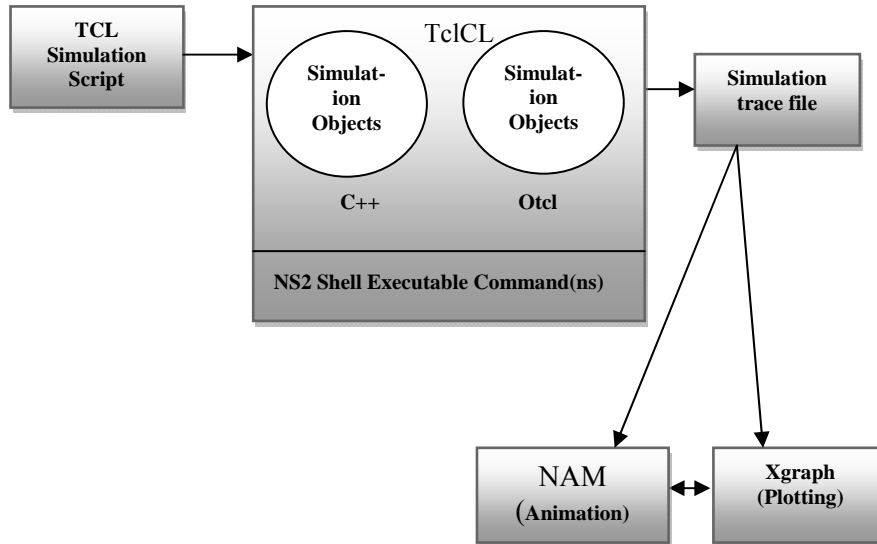 TCL
Simulation
Script
TclCL
Simulat-
ion
Objects
Simulat-
ion
Objects
C++
Otcl
NS2 Shell Executable Command(ns)
Simulation
trace file
NAM
(Animation)
Xgraph
(Plotting)